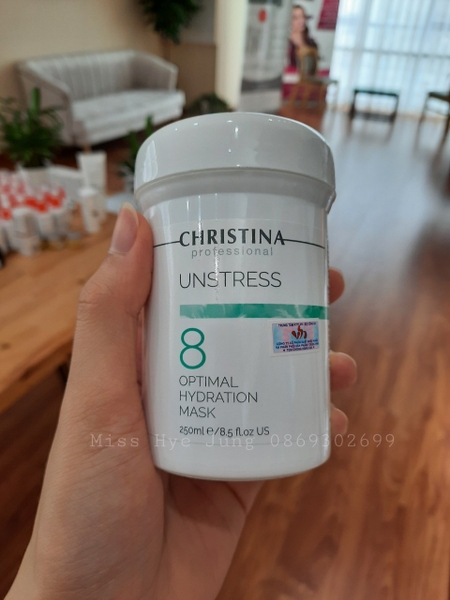 CHRISTINA
professional
UNSTRESS
8
OPTIMAL
HYDRATION
MASK
250ml e/8.5 fl.oz US
Miss Hye Jung 0869302699